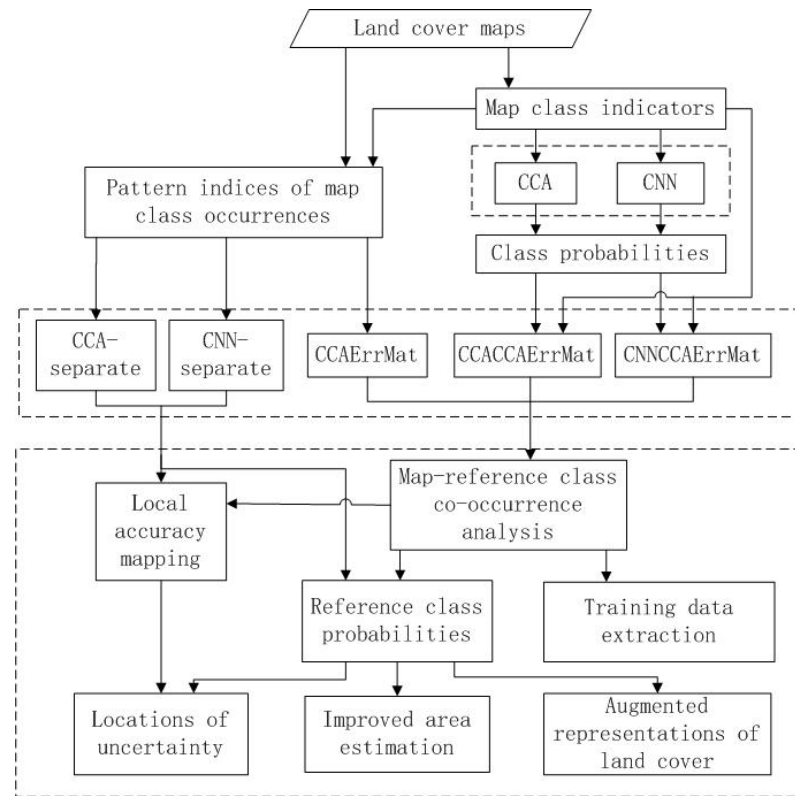 Land cover maps
Map class indicators
Pattern indices of map
class occurrences
CCA
CNN
Class probabilities
CCA-
separate
CNN-
separate
CCAErrMat
CCACCAErrMat
CNNCCAErrMat
Map-reference class
co-occurrence
analysis
Local
accuracy
mapping
Reference class
probabilities
Training data
extraction
Locations of
uncertainty
Improved area
estimation
Augmented
representations of
land cover